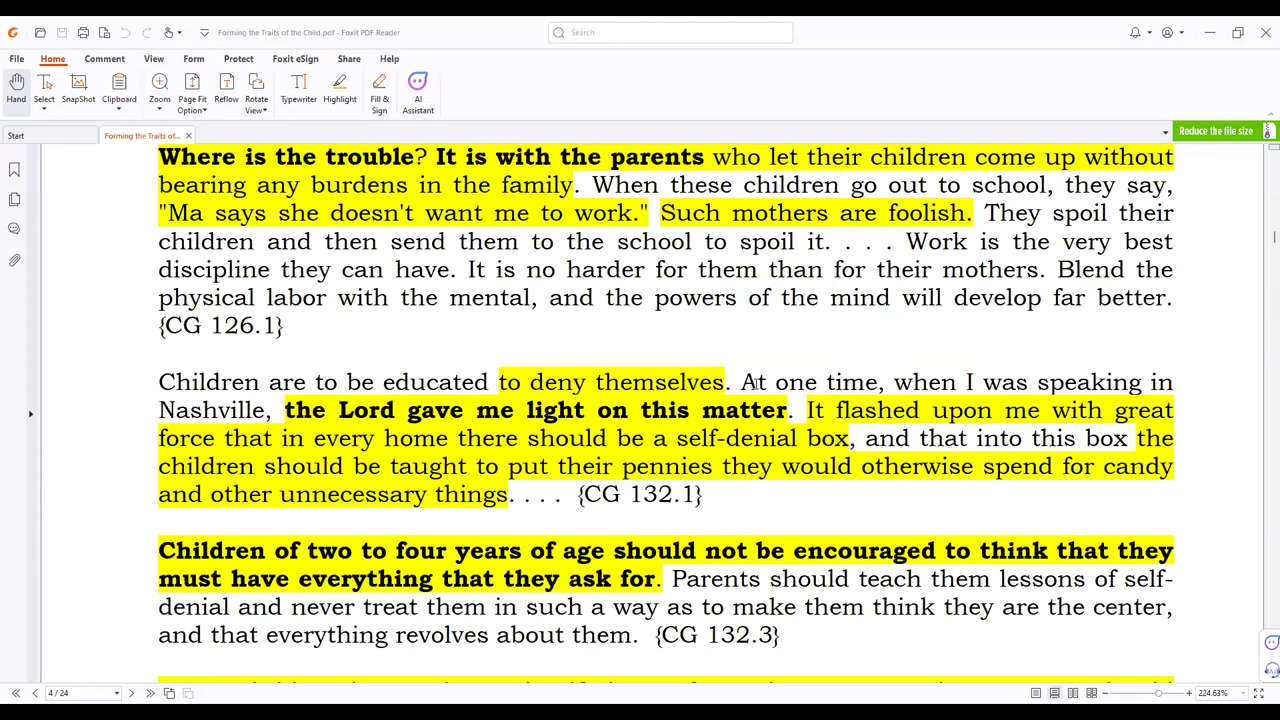 Forming the Traits of the Child.pdf - Foxit PDF Reader
Search
File Home Comment View Form Protect Foxit eSign Share Help
Hand Select SnapShot Clipboard Zoom Page Fit Option Reflow Rotate View Typewriter Highlight Fill & Sign AI Assistant
Start Forming the Traits of... Reduce the file size
Where is the trouble? It is with the parents who let their children come up without
bearing any burdens in the family. When these children go out to school, they say,
"Ma says she doesn't want me to work." Such mothers are foolish. They spoil their
children and then send them to the school to spoil it. . . . Work is the very best
discipline they can have. It is no harder for them than for their mothers. Blend the
physical labor with the mental, and the powers of the mind will develop far better.
{CG 126.1}
Children are to be educated to deny themselves. At one time, when I was speaking in
Nashville, the Lord gave me light on this matter. It flashed upon me with great
force that in every home there should be a self-denial box, and that into this box the
children should be taught to put their pennies they would otherwise spend for candy
and other unnecessary things. . . . {CG 132.1}
Children of two to four years of age should not be encouraged to think that they
must have everything that they ask for. Parents should teach them lessons of self-
denial and never treat them in such a way as to make them think they are the center,
and that everything revolves about them. {CG 132.3}
4 / 24
224.63%